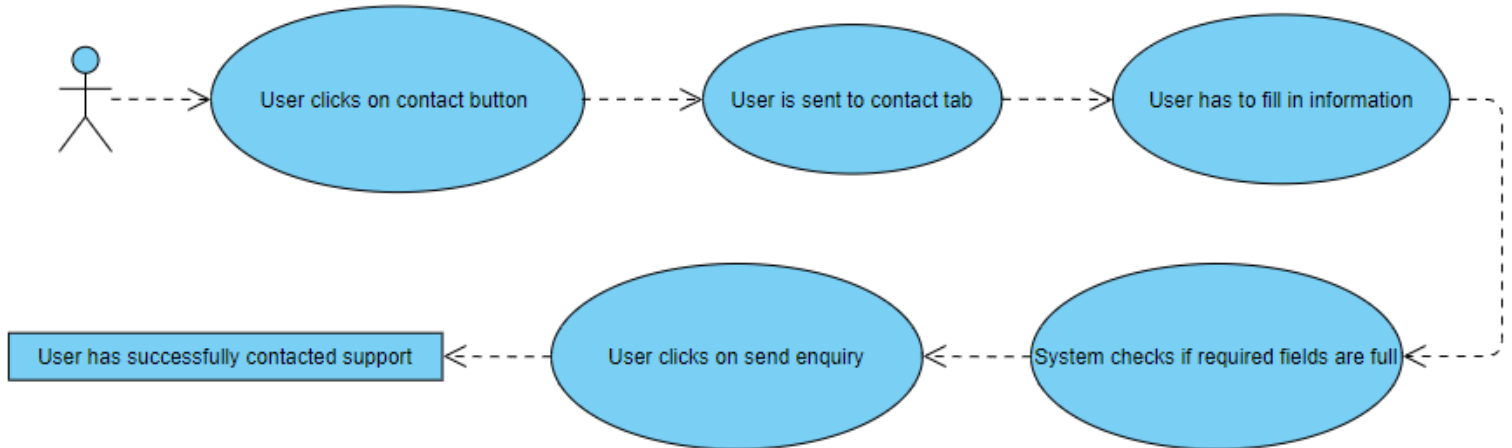 User clicks on contact button
User is sent to contact tab
User has to fill in information
System checks if required fields are full
User clicks on send enquiry
User has successfully contacted support